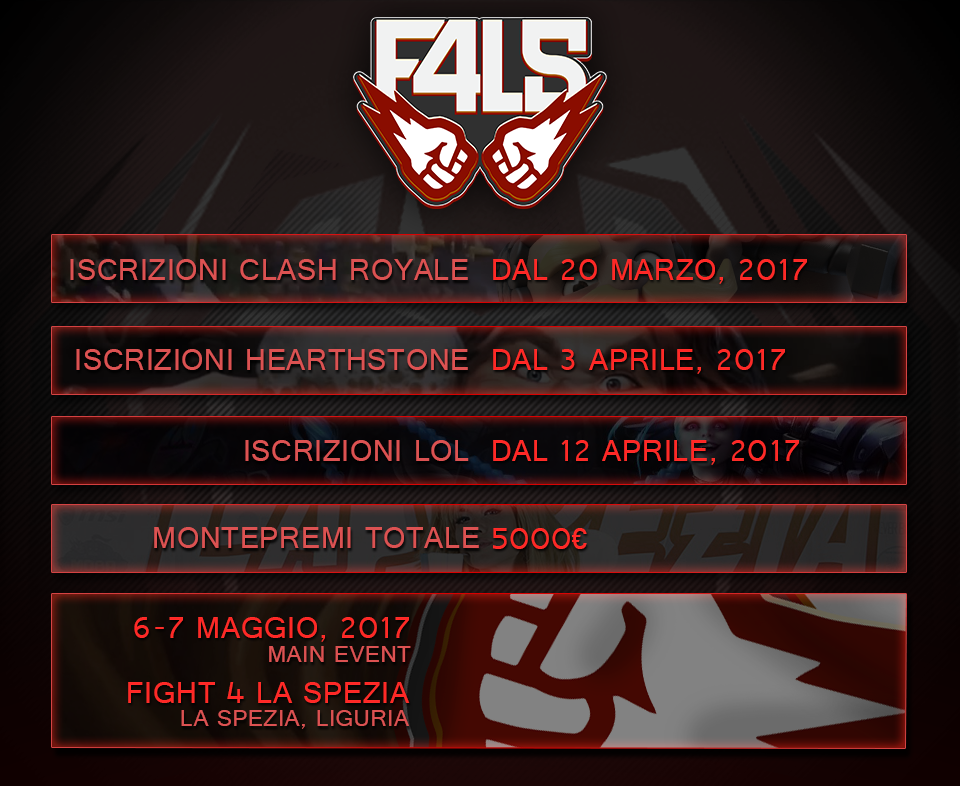 F4LS
ISCRIZIONI CLASH ROYALE DAL 20 MARZO, 2017
ISCRIZIONI HEARTHSTONE DAL 3 APRILE, 2017
ISCRIZIONI LOL DAL 12 APRILE, 2017
MONTEPREMI TOTALE 5000€
6-7 MAGGIO, 2017
MAIN EVENT
FIGHT 4 LA SPEZIA
LA SPEZIA, LIGURIA